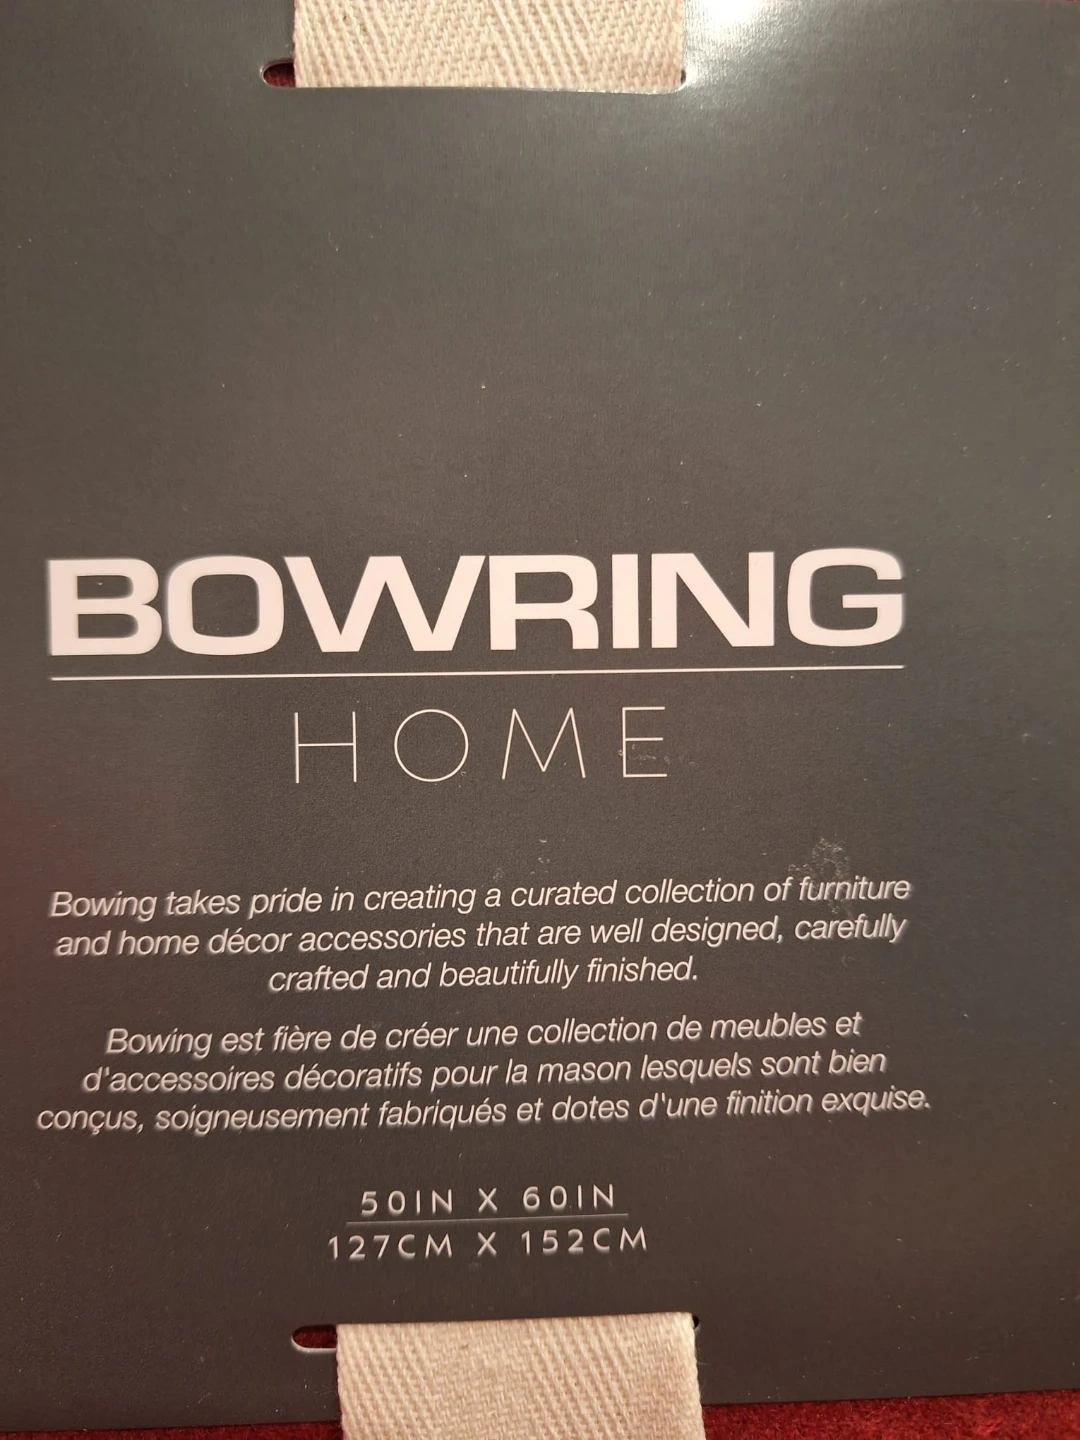 BOWRING
HOME
Bowing takes pride in creating a curated collection of furniture
and home décor accessories that are well designed, carefully
crafted and beautifully finished.
Bowing est fière de créer une collection de meubles et
d'accessoires décoratifs pour la mason lesquels sont bien
conçus, soigneusement fabriqués et dotes d'une finition exquise.
50IN X 60IN
127CM X 152CM